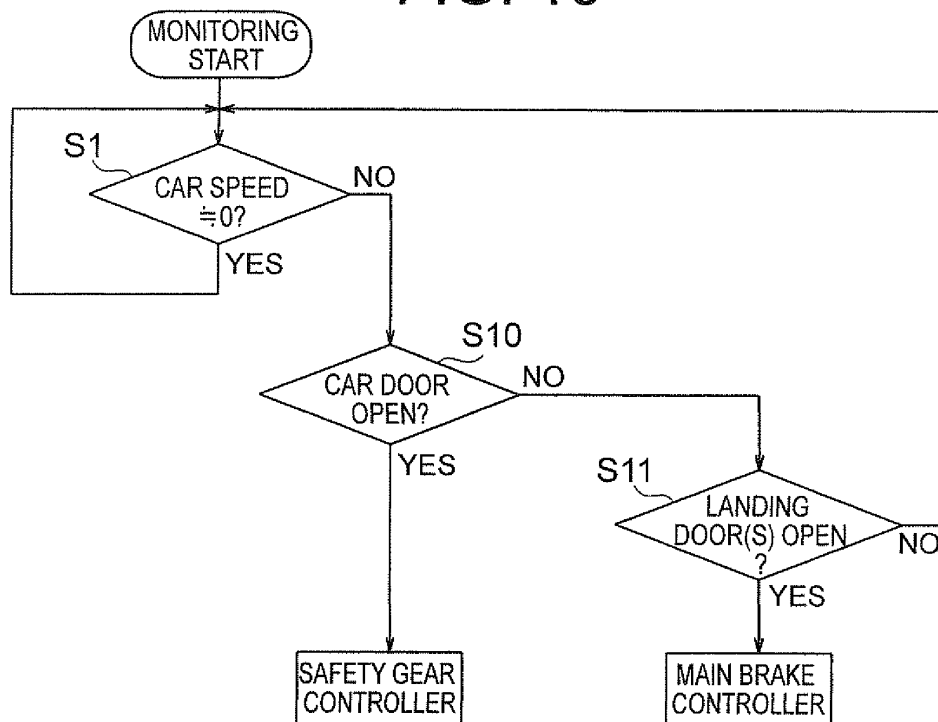 MONITORING
START
S1
CAR SPEED
≒0?
NO
YES
S10
CAR DOOR
OPEN?
NO
YES
S11
LANDING
DOOR(S) OPEN
?
NO
YES
SAFETY GEAR
CONTROLLER
MAIN BRAKE
CONTROLLER